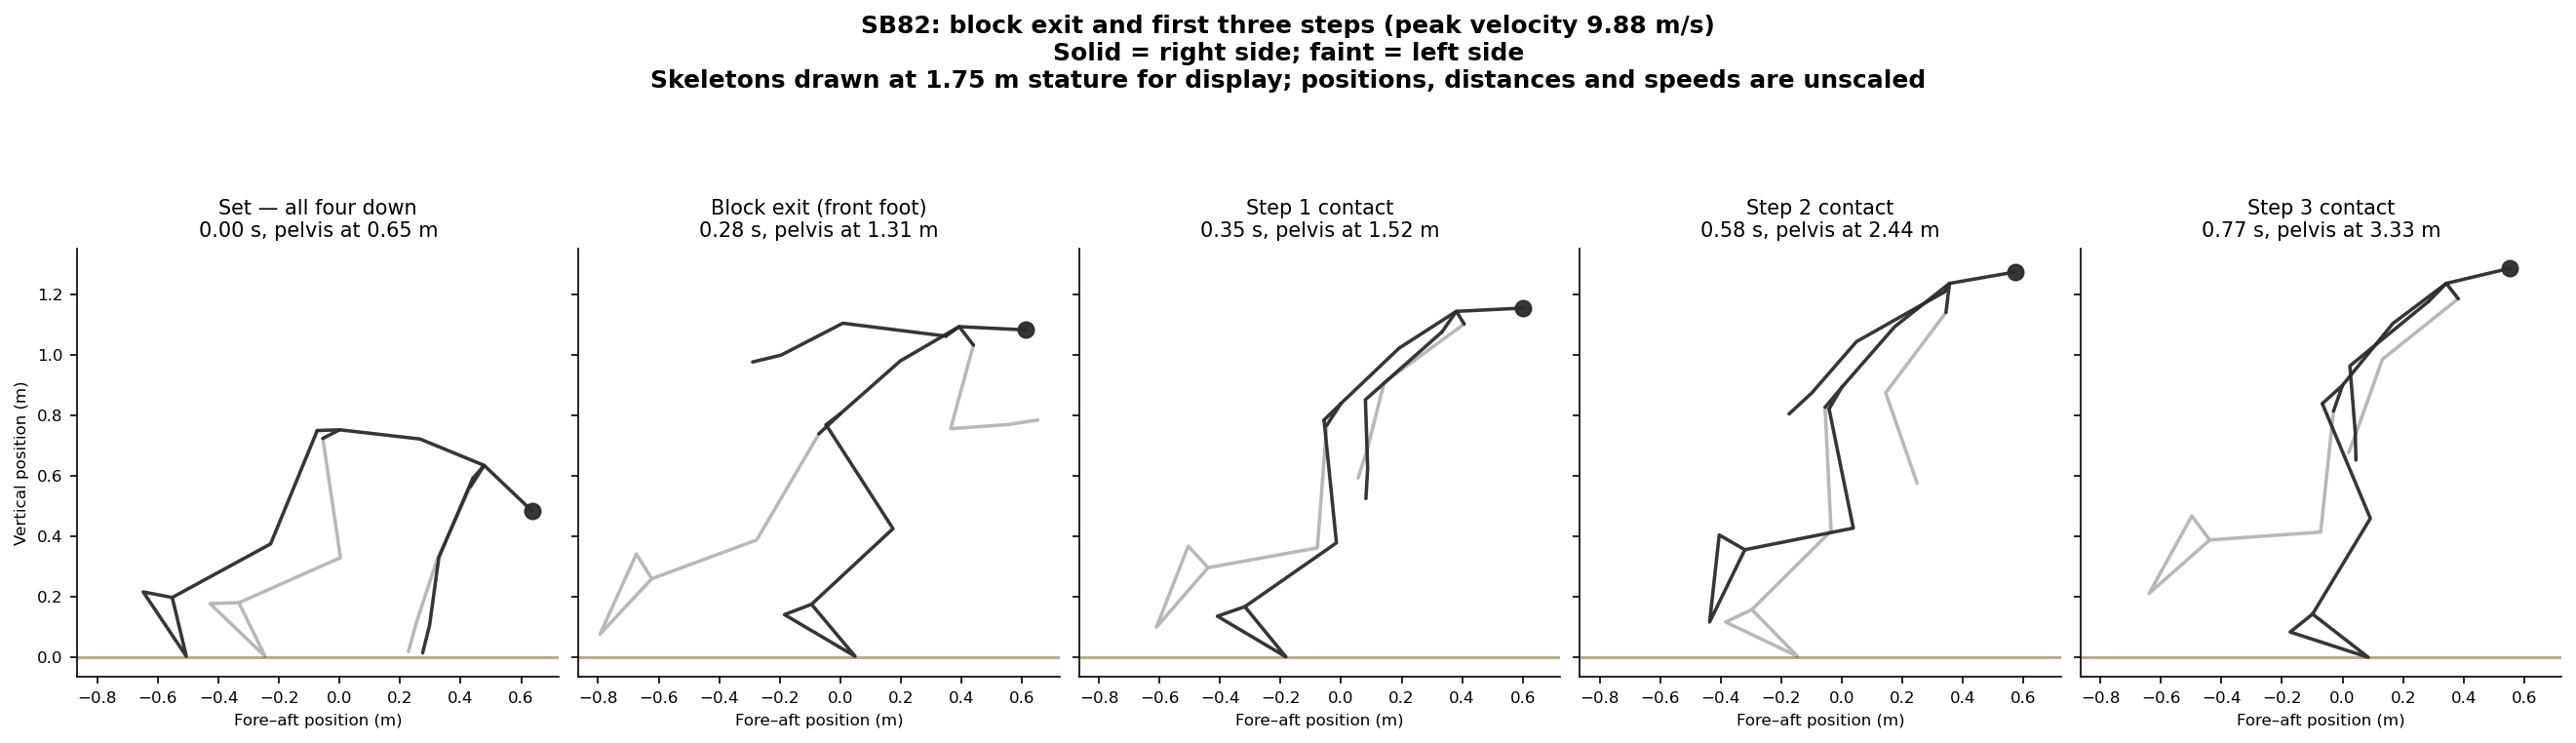 SB82: block exit and first three steps (peak velocity 9.88 m/s)
Solid = right side; faint = left side
Skeletons drawn at 1.75 m stature for display; positions, distances and speeds are unscaled
Set — all four down
0.00 s, pelvis at 0.65 m
Block exit (front foot)
0.28 s, pelvis at 1.31 m
Step 1 contact
0.35 s, pelvis at 1.52 m
Step 2 contact
0.58 s, pelvis at 2.44 m
Step 3 contact
0.77 s, pelvis at 3.33 m
Vertical position (m)
1.2
1.0
0.8
0.6
0.4
0.2
0.0
−0.8 −0.6 −0.4 −0.2 0.0 0.2 0.4 0.6
Fore–aft position (m)
−0.8 −0.6 −0.4 −0.2 0.0 0.2 0.4 0.6
Fore–aft position (m)
−0.8 −0.6 −0.4 −0.2 0.0 0.2 0.4 0.6
Fore–aft position (m)
−0.8 −0.6 −0.4 −0.2 0.0 0.2 0.4 0.6
Fore–aft position (m)
−0.8 −0.6 −0.4 −0.2 0.0 0.2 0.4 0.6
Fore–aft position (m)